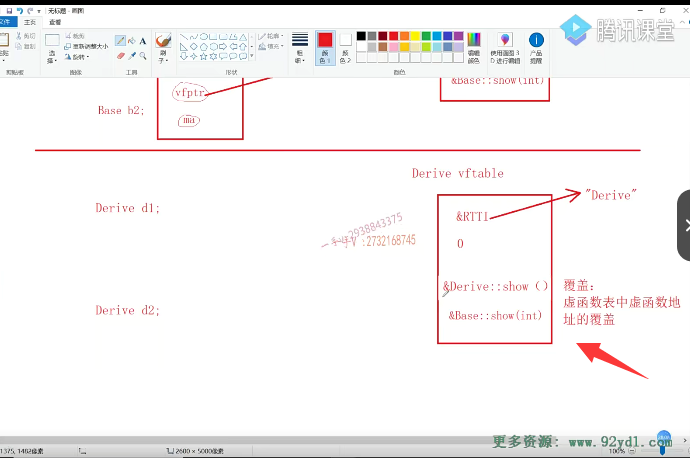 无标题 - 画图
文件
主页
查看
剪切
复制
粘贴
剪贴板
选择
裁剪
重新调整大小
旋转
图像
A
工具
刷子
形状
轮廓
填充
粗细
颜色 1
颜色 2
编辑颜色
颜色
使用画图 3D 进行编辑
产品提醒
腾讯课堂
&Base::show(int)
vfptr
Base b2;
ma
Derive vftable
Derive d1;
&RTTI
"Derive"
0
2938843375
:2732168745
&Derive::show ()
覆盖:
虚函数表中虚函数地
址的覆盖
Derive d2;
&Base::show(int)
更多资源: www.92yd1.com
1375, 1402像素
2600 × 5000像素
100%